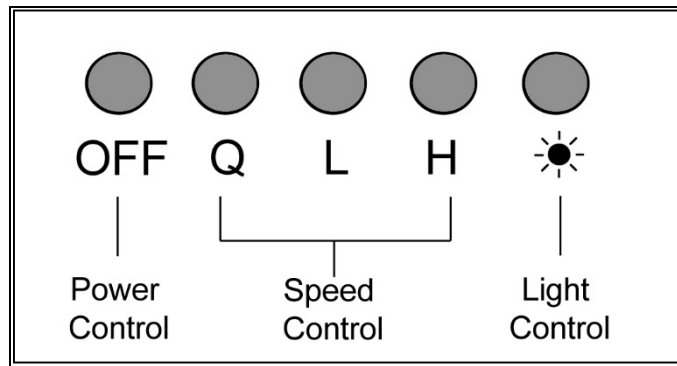 OFF Q L H
Power Control
Speed Control
Light Control